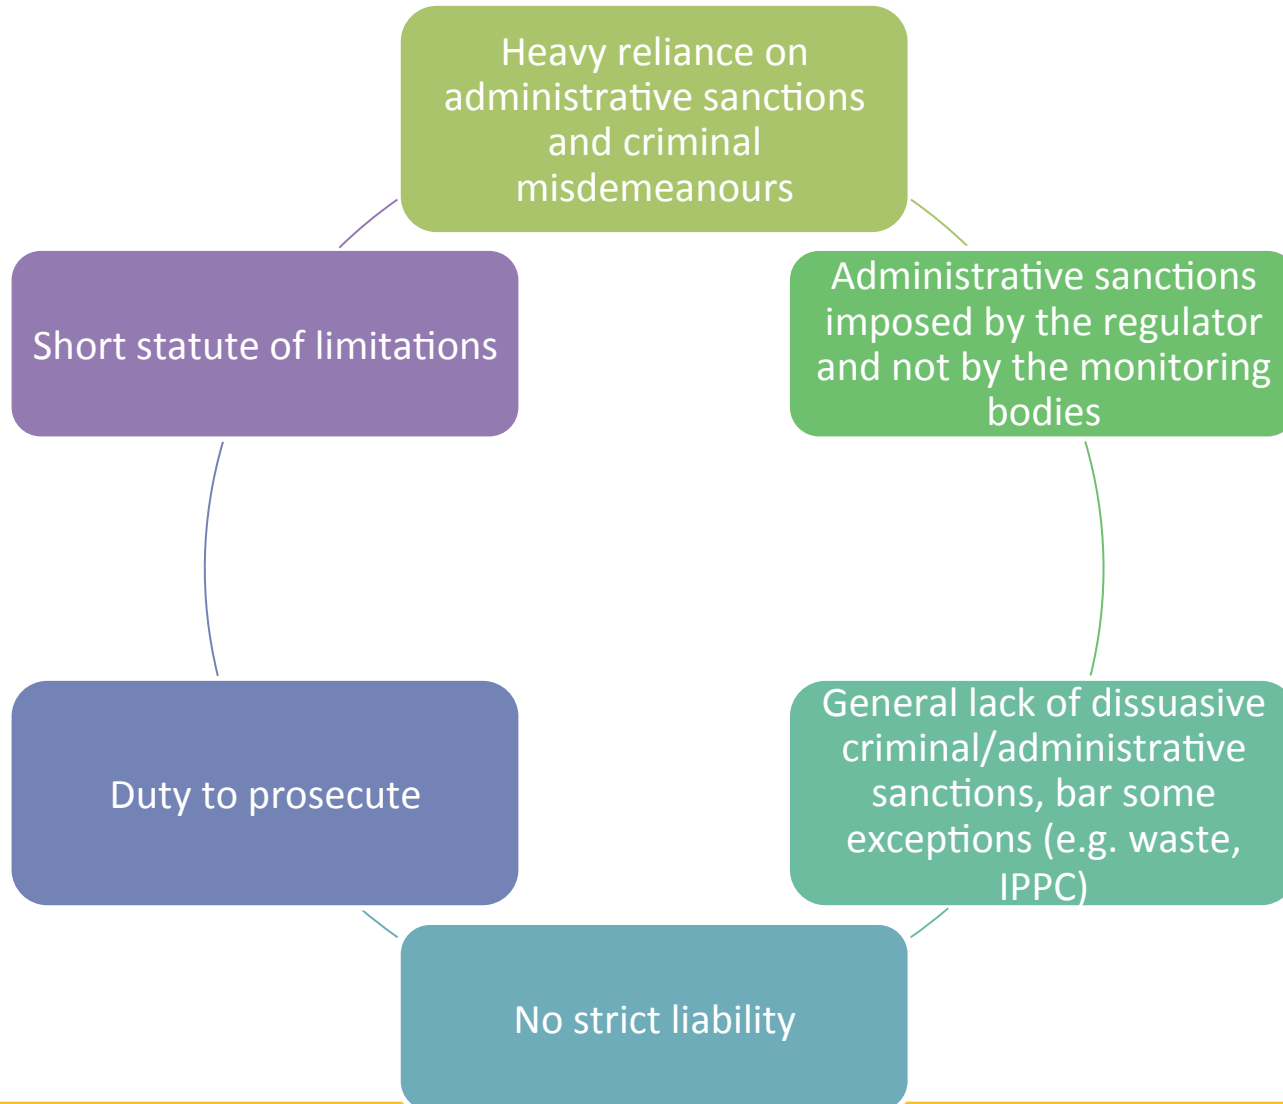 Heavy reliance on
administrative sanctions
and criminal
misdemeanours
Administrative sanctions
imposed by the regulator
and not by the monitoring
bodies
General lack of dissuasive
criminal/administrative
sanctions, bar some
exceptions (e.g. waste,
IPPC)
No strict liability
Duty to prosecute
Short statute of limitations